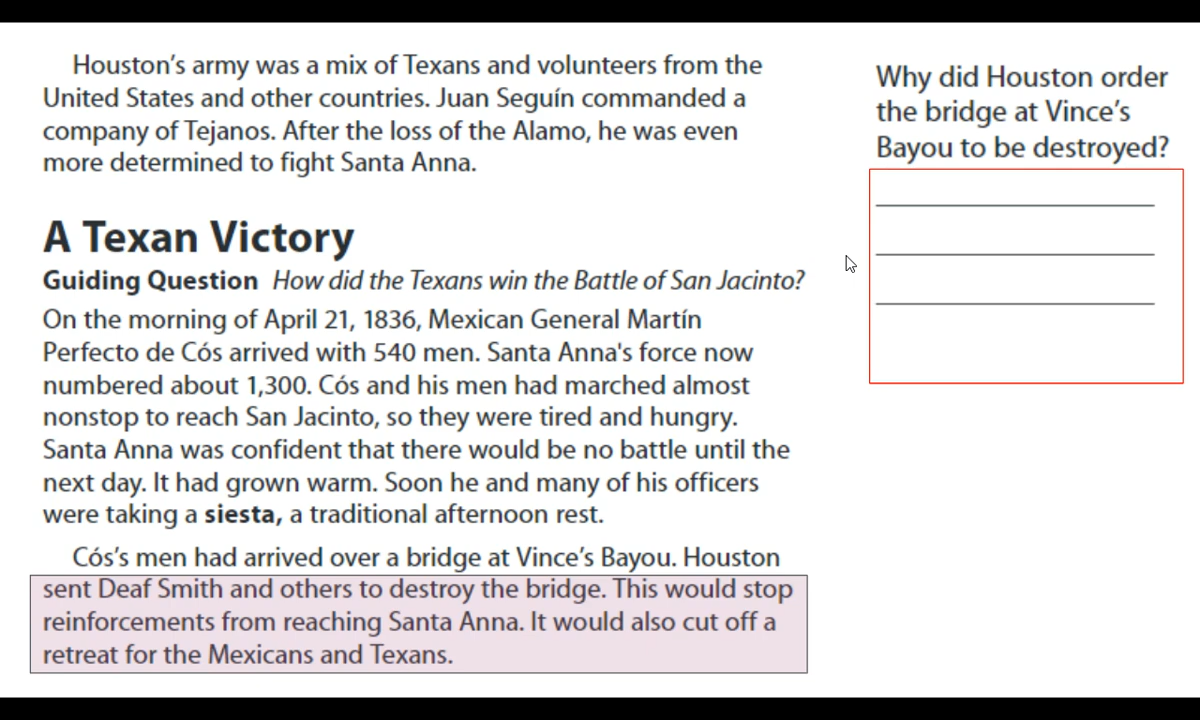 Houston's army was a mix of Texans and volunteers from the
United States and other countries. Juan Seguín commanded a
company of Tejanos. After the loss of the Alamo, he was even
more determined to fight Santa Anna.
A Texan Victory
Guiding Question How did the Texans win the Battle of San Jacinto?
On the morning of April 21, 1836, Mexican General Martín
Perfecto de Cós arrived with 540 men. Santa Anna's force now
numbered about 1,300. Cós and his men had marched almost
nonstop to reach San Jacinto, so they were tired and hungry.
Santa Anna was confident that there would be no battle until the
next day. It had grown warm. Soon he and many of his officers
were taking a siesta, a traditional afternoon rest.
Cós's men had arrived over a bridge at Vince's Bayou. Houston
sent Deaf Smith and others to destroy the bridge. This would stop
reinforcements from reaching Santa Anna. It would also cut off a
retreat for the Mexicans and Texans.
Why did Houston order
the bridge at Vince's
Bayou to be destroyed?